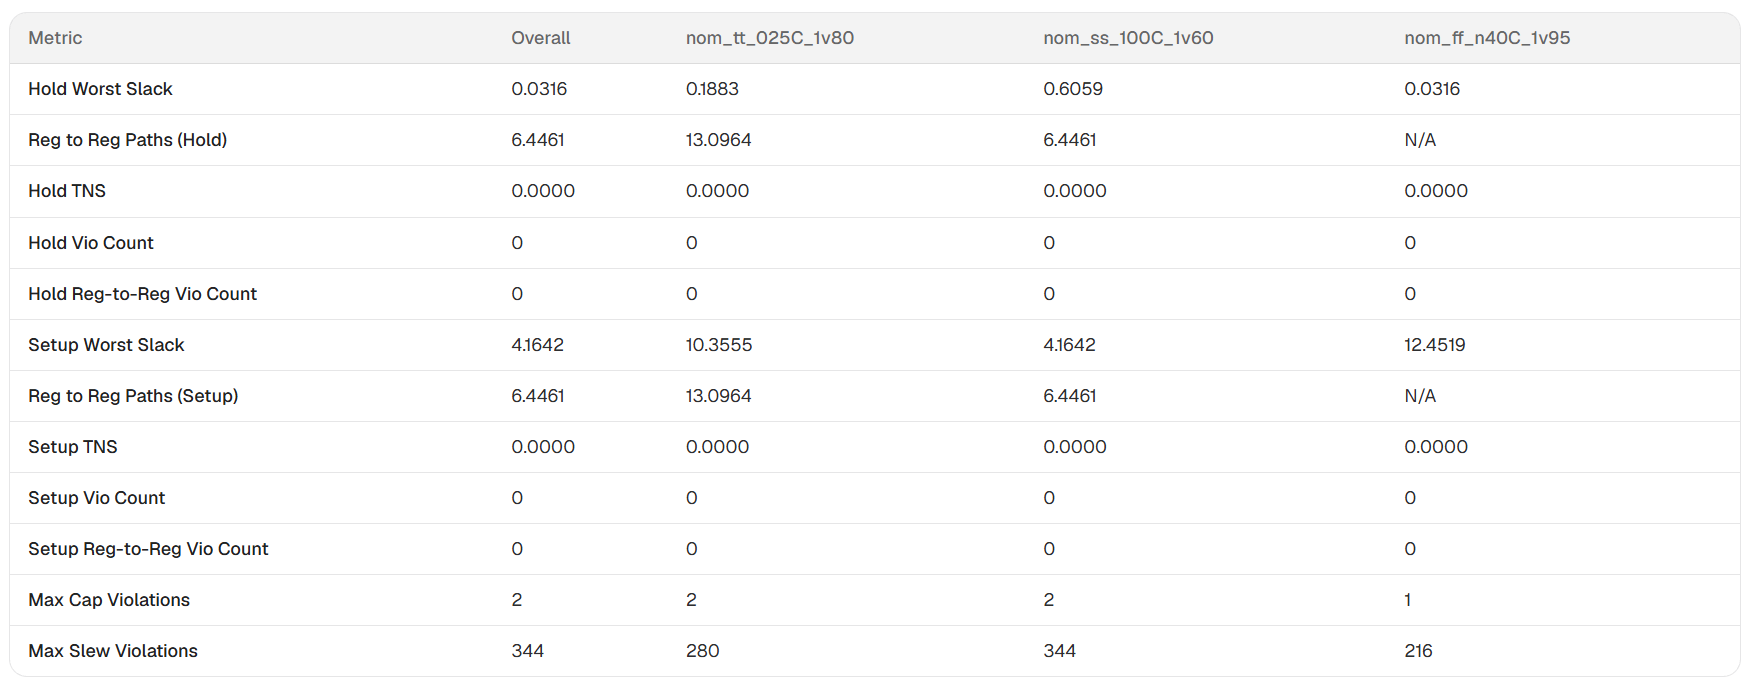 Metric Overall nom_tt_025C_1v80 nom_ss_100C_1v60 nom_ff_n40C_1v95
Hold Worst Slack 0.0316 0.1883 0.6059 0.0316
Reg to Reg Paths (Hold) 6.4461 13.0964 6.4461 N/A
Hold TNS 0.0000 0.0000 0.0000 0.0000
Hold Vio Count 0 0 0 0
Hold Reg-to-Reg Vio Count 0 0 0 0
Setup Worst Slack 4.1642 10.3555 4.1642 12.4519
Reg to Reg Paths (Setup) 6.4461 13.0964 6.4461 N/A
Setup TNS 0.0000 0.0000 0.0000 0.0000
Setup Vio Count 0 0 0 0
Setup Reg-to-Reg Vio Count 0 0 0 0
Max Cap Violations 2 2 2 1
Max Slew Violations 344 280 344 216